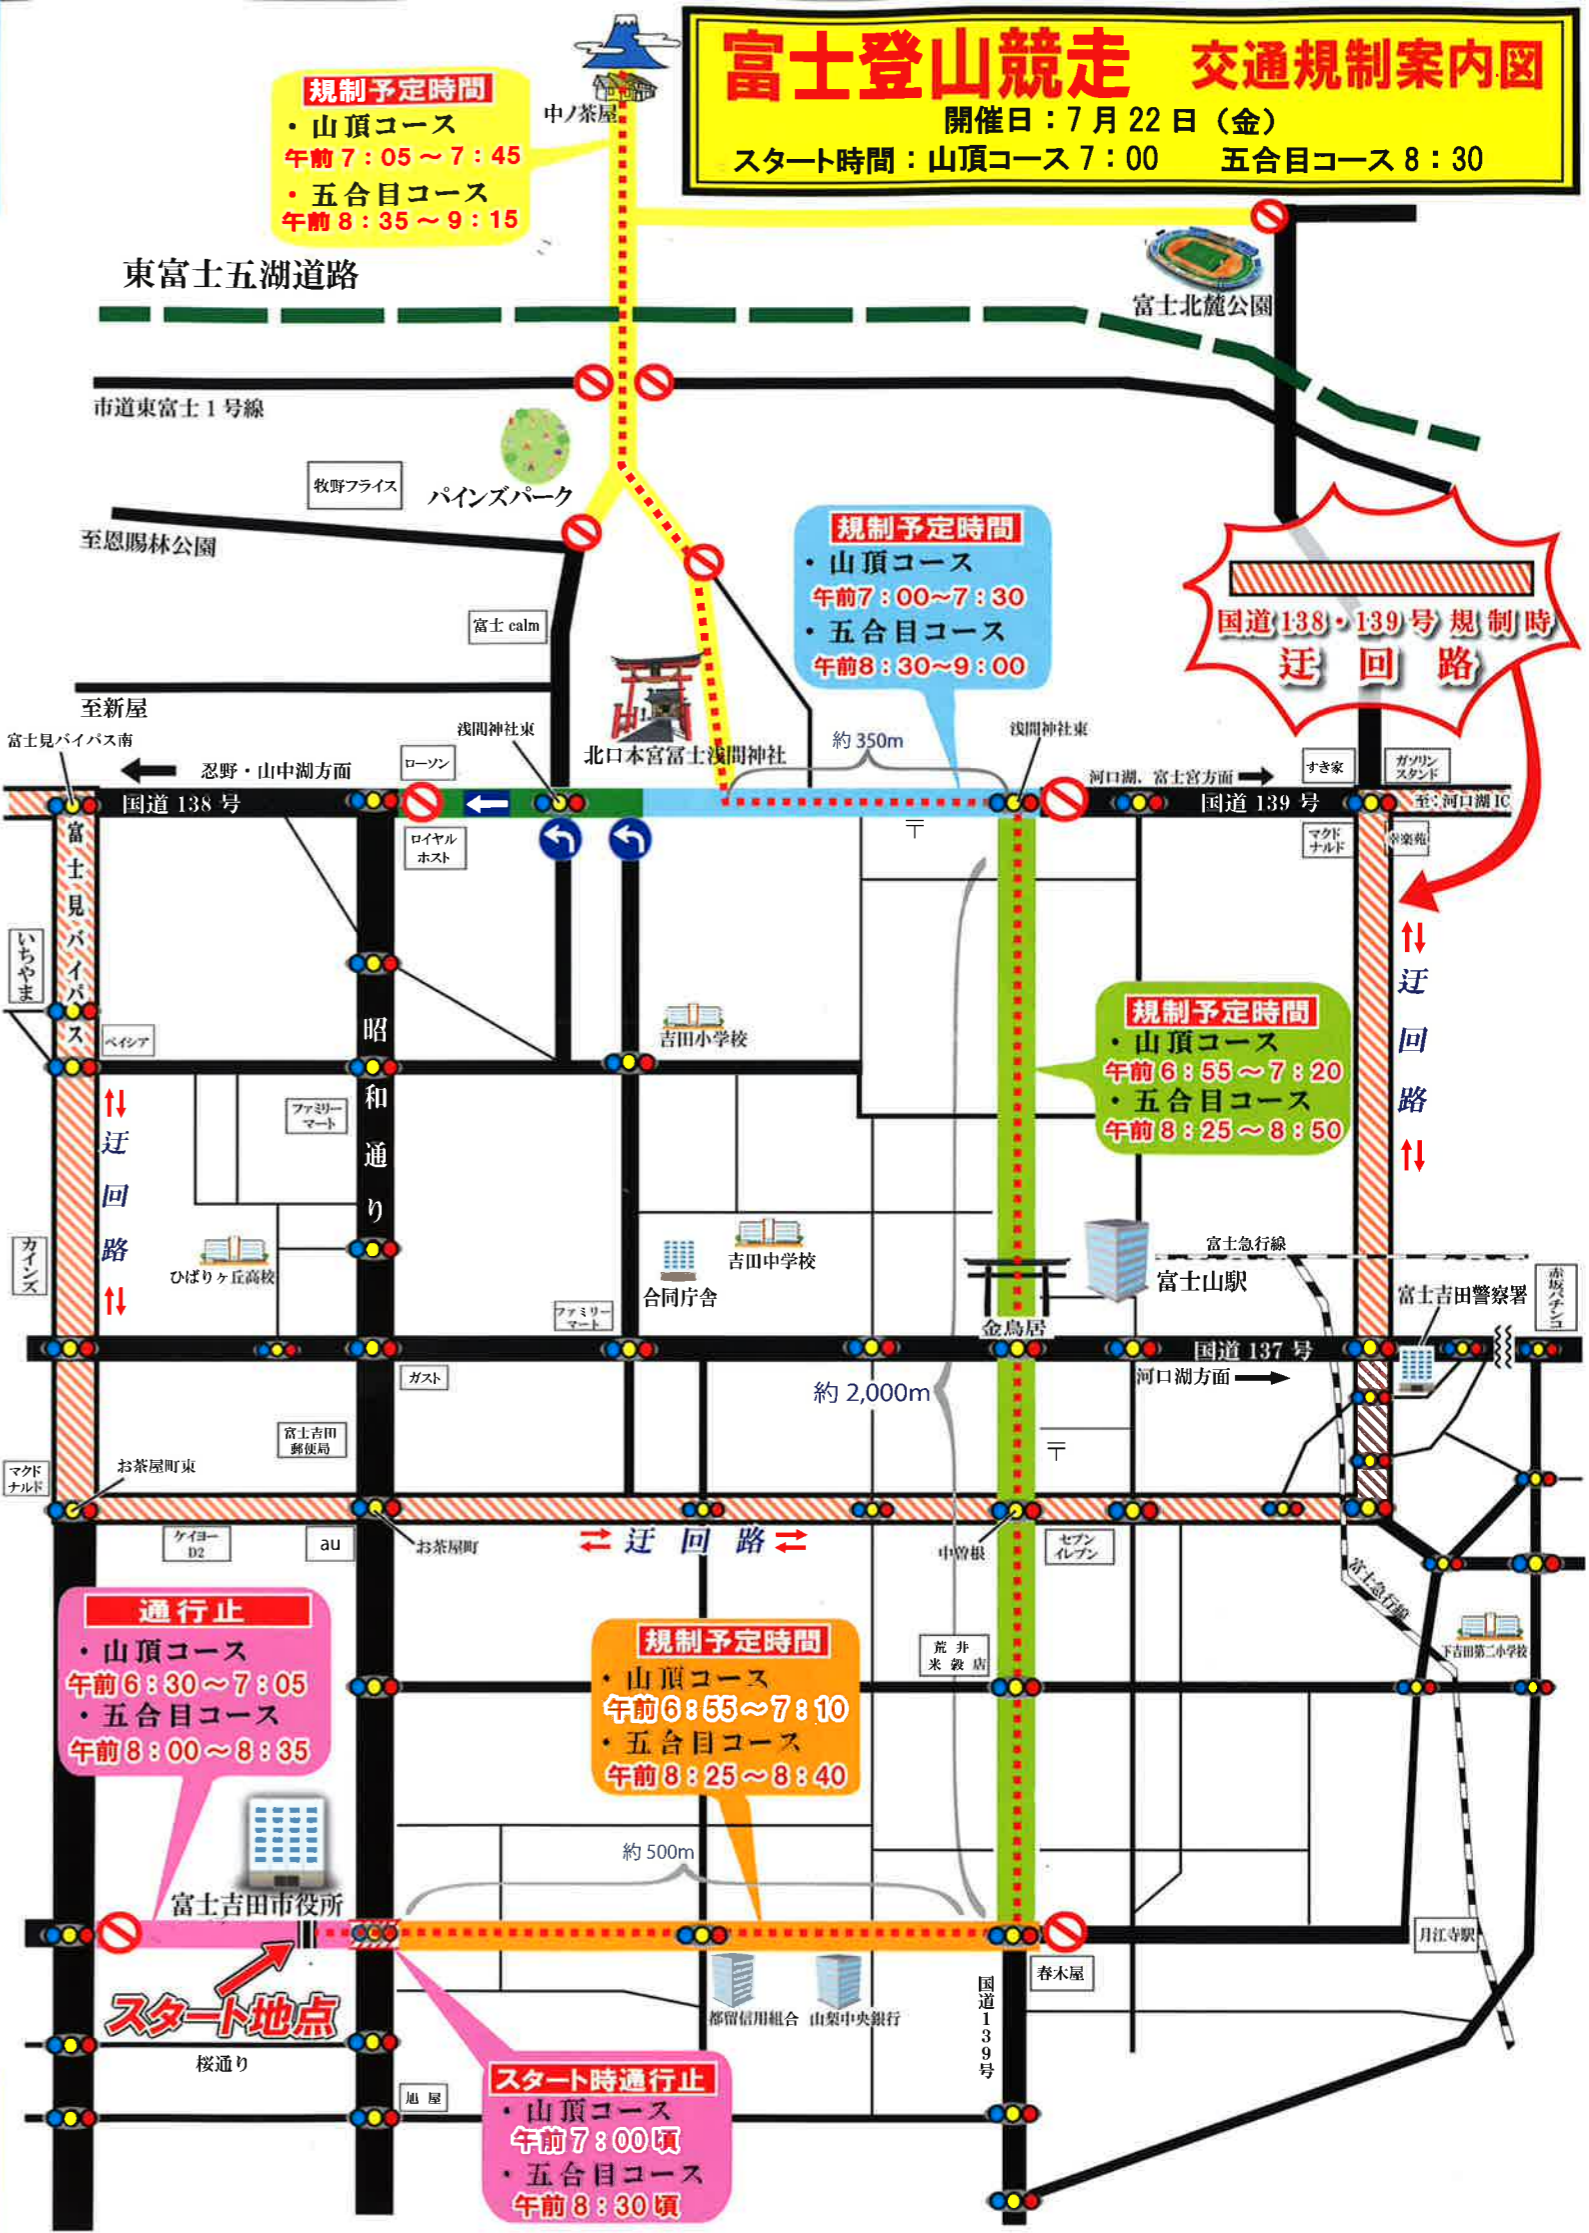 富士登山競走 交通規制案内図
開催日：7月22日（金）
スタート時間：山頂コース7：00 五合目コース8：30
中ノ茶屋
規制予定時間
・山頂コース
午前7：05～7：45
・五合目コース
午前8：35～9：15
東富士五湖道路
富士北麓公園
市道東富士1号線
牧野フライス
パインズパーク
至恩賜林公園
規制予定時間
・山頂コース
午前7：00～7：30
・五合目コース
午前8：30～9：00
国道138・139号規制時
迂回路
富士calm
至新屋
北口本宮冨士浅間神社
富士見バイパス南
忍野・山中湖方面
ローソン
浅間神社東
約350m
浅間神社東
河口湖、富士宮方面
すき家
ガソリン
スタンド
国道138号
国道139号
至：河口湖IC
ロイヤル
ホスト
〒
マクド
ナルド
幸楽苑
富士見バイパス
いちやま
ベイシア
昭和通り
吉田小学校
迂回路
規制予定時間
・山頂コース
午前6：55～7：20
・五合目コース
午前8：25～8：50
ファミリー
マート
迂回路
カインズ
ひばりヶ丘高校
合同庁舎
吉田中学校
ファミリー
マート
金鳥居
富士急行線
富士山駅
富士吉田警察署
赤坂パチンコ
国道137号
河口湖方面
ガスト
約2,000m
富士吉田
郵便局
〒
マクド
ナルド
お茶屋町東
ケイヨー
D2
au
お茶屋町
迂回路
中曽根
セブン
イレブン
富士急行線
下吉田第二小学校
通行止
・山頂コース
午前6：30～7：05
・五合目コース
午前8：00～8：35
規制予定時間
・山頂コース
午前6：55～7：10
・五合目コース
午前8：25～8：40
荒井
米穀店
約500m
富士吉田市役所
スタート地点
都留信用組合
山梨中央銀行
春木屋
月江寺駅
国道139号
桜通り
旭屋
スタート時通行止
・山頂コース
午前7：00頃
・五合目コース
午前8：30頃